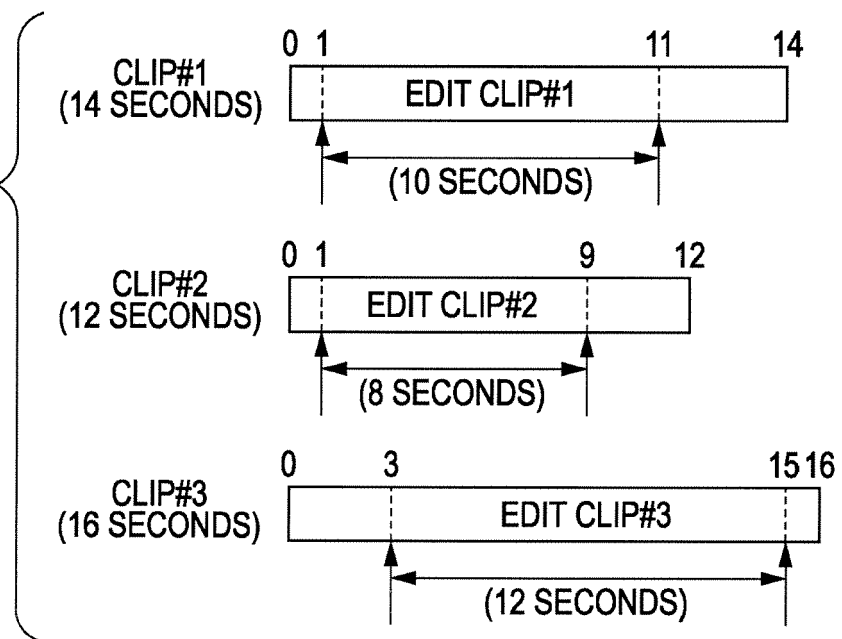 0 1 11 14
CLIP#1
(14 SECONDS)
EDIT CLIP#1
(10 SECONDS)
0 1 9 12
CLIP#2
(12 SECONDS)
EDIT CLIP#2
(8 SECONDS)
0 3 15 16
CLIP#3
(16 SECONDS)
EDIT CLIP#3
(12 SECONDS)